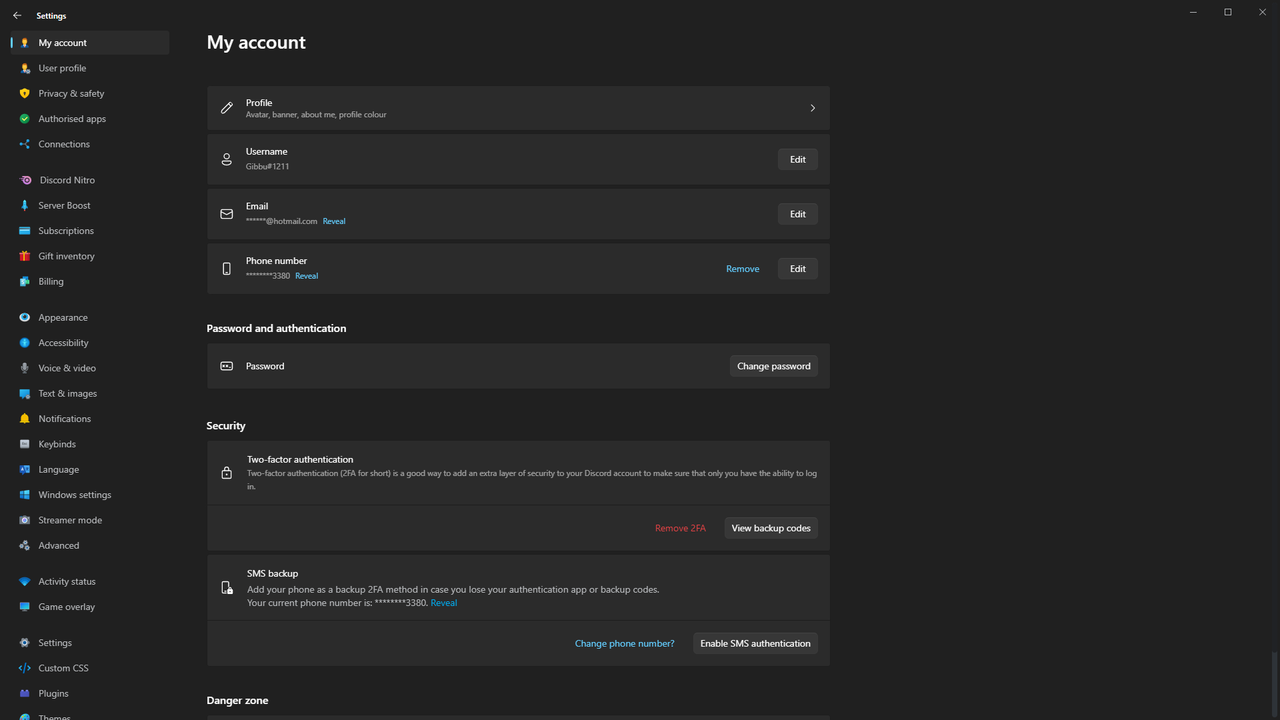 Settings
My account
User profile
Privacy & safety
Authorised apps
Connections
Discord Nitro
Server Boost
Subscriptions
Gift inventory
Billing
Appearance
Accessibility
Voice & video
Text & images
Notifications
Keybinds
Language
Windows settings
Streamer mode
Advanced
Activity status
Game overlay
Settings
Custom CSS
Plugins
Themes
My account
Profile
Avatar, banner, about me, profile colour
Username
Gibbu#1211
Edit
Email
******@hotmail.com Reveal
Edit
Phone number
********3380 Reveal
Remove
Edit
Password and authentication
Password
Change password
Security
Two-factor authentication
Two-factor authentication (2FA for short) is a good way to add an extra layer of security to your Discord account to make sure that only you have the ability to log
in.
Remove 2FA
View backup codes
SMS backup
Add your phone as a backup 2FA method in case you lose your authentication app or backup codes.
Your current phone number is: ********3380. Reveal
Change phone number?
Enable SMS authentication
Danger zone